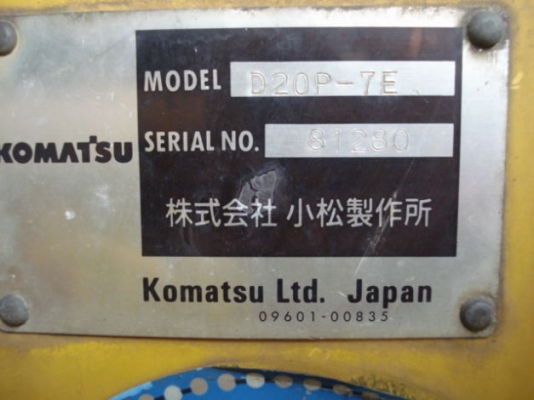 MODEL D20P-7E
KOMATSU SERIAL NO. 81280
株式会社 小松製作所
Komatsu Ltd. Japan
09601-00835